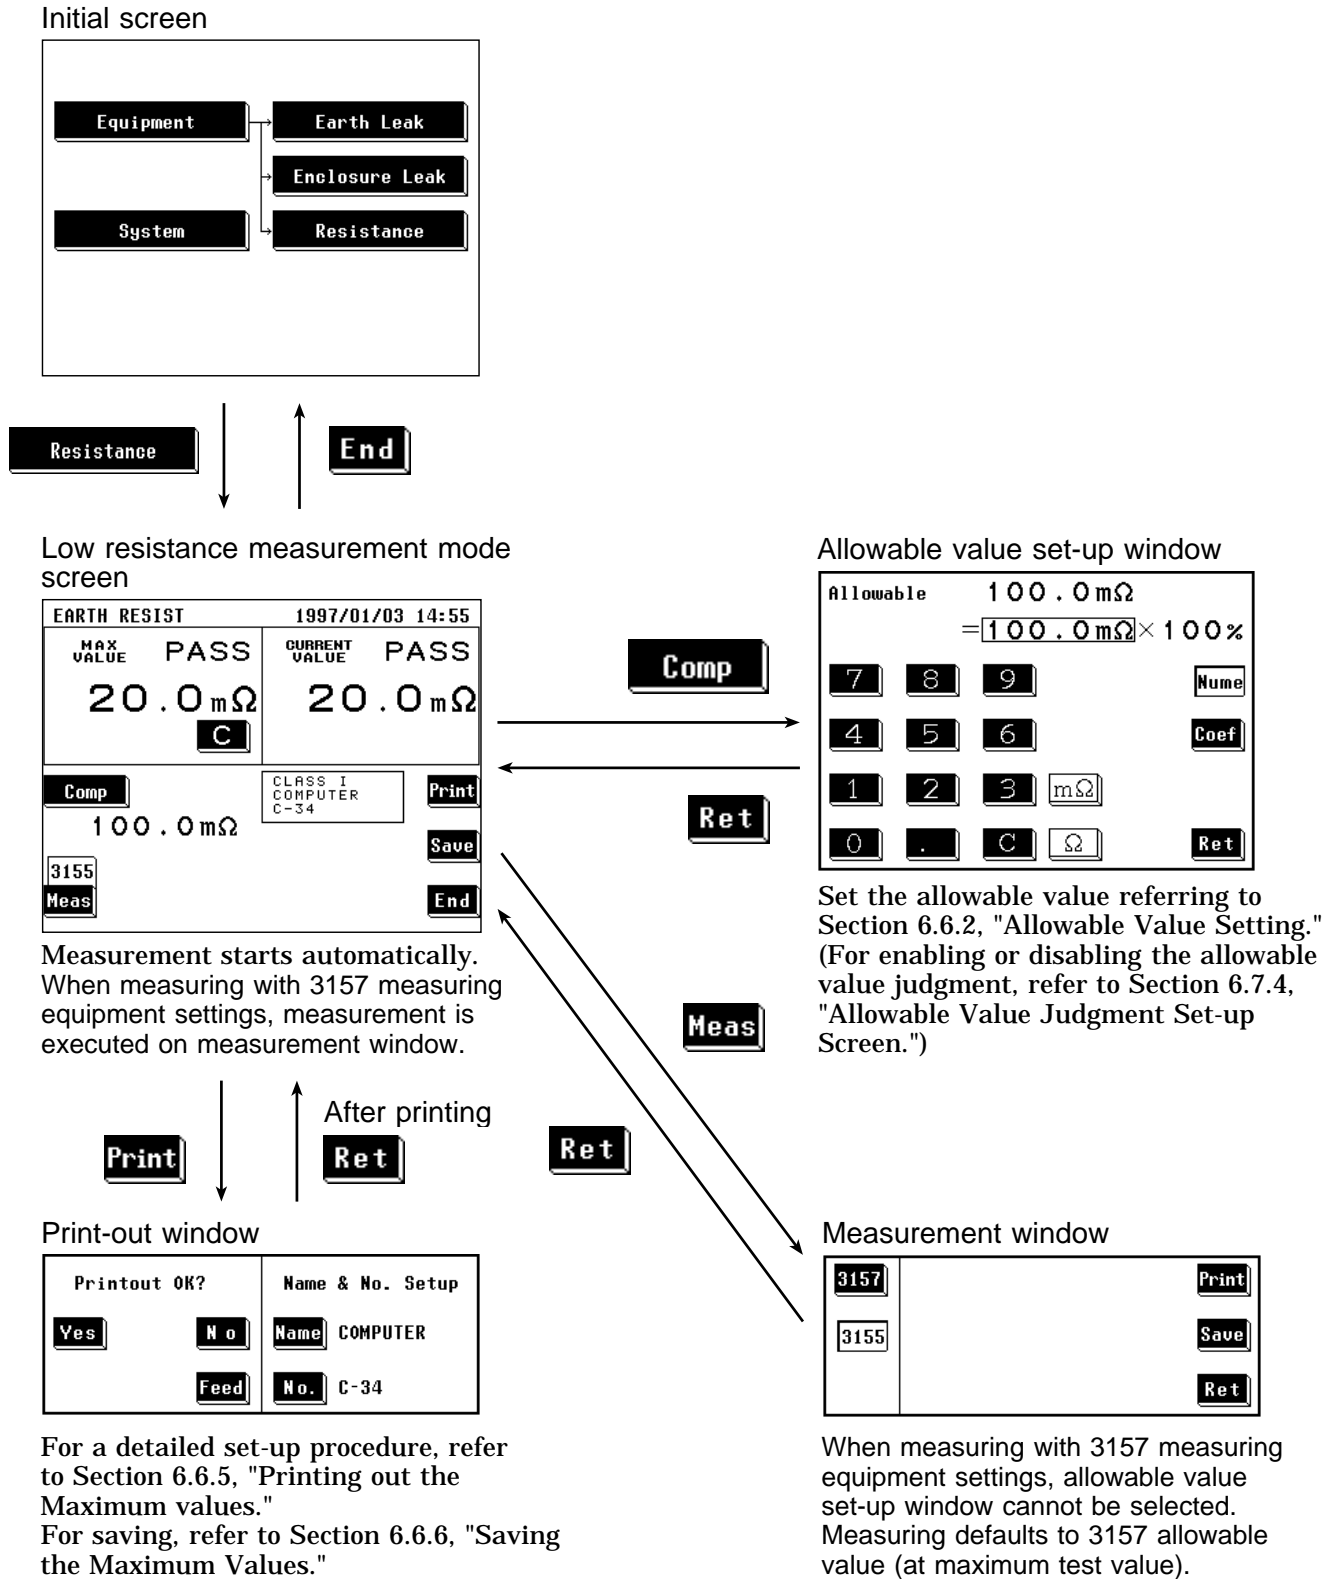 Initial screen
Equipment
Earth Leak
Enclosure Leak
System
Resistance
Resistance
End
Low resistance measurement mode
screen
EARTH RESIST 1997/01/03 14:55
MAX VALUE PASS
20.0mΩ
C
CURRENT VALUE PASS
20.0mΩ
Comp
100.0mΩ
CLASS I
COMPUTER
C-34
Print
Save
3155
Meas
End
Measurement starts automatically.
When measuring with 3157 measuring
equipment settings, measurement is
executed on measurement window.
Comp
Ret
Allowable value set-up window
Allowable 100.0mΩ
=100.0mΩ×100%
7 8 9 Nume
4 5 6 Coef
1 2 3 mΩ
0 . C Ω Ret
Set the allowable value referring to
Section 6.6.2, "Allowable Value Setting."
(For enabling or disabling the allowable
value judgment, refer to Section 6.7.4,
"Allowable Value Judgment Set-up
Screen.")
Meas
Ret
Print
After printing
Ret
Print-out window
Printout OK?
Yes No
Feed
Name & No. Setup
Name COMPUTER
No. C-34
For a detailed set-up procedure, refer
to Section 6.6.5, "Printing out the
Maximum values."
For saving, refer to Section 6.6.6, "Saving
the Maximum Values."
Measurement window
3157 Print
3155 Save
Ret
When measuring with 3157 measuring
equipment settings, allowable value
set-up window cannot be selected.
Measuring defaults to 3157 allowable
value (at maximum test value).